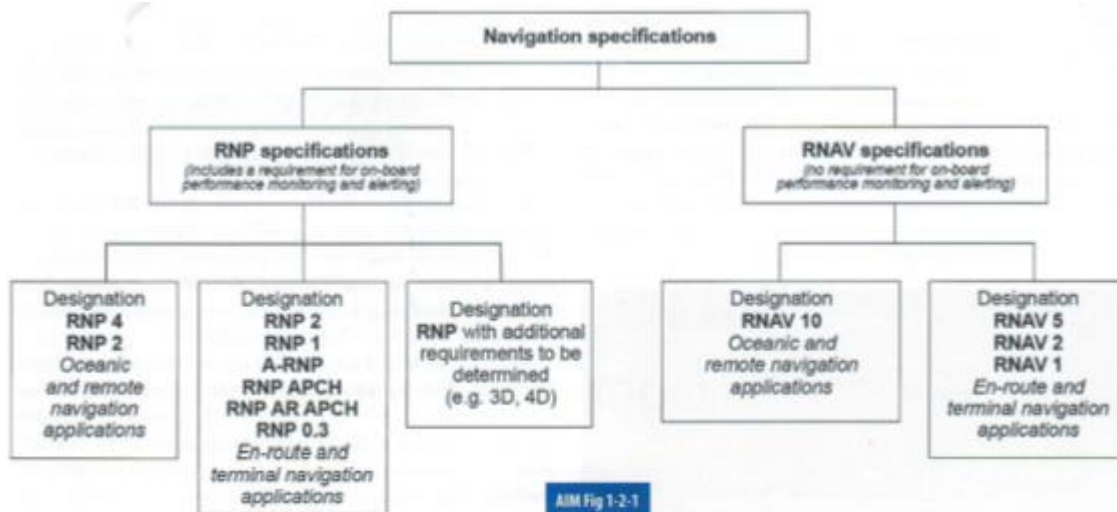 Navigation specifications
RNP specifications
(includes a requirement for on-board
performance monitoring and alerting)
RNAV specifications
(no requirement for on-board
performance monitoring and alerting)
Designation
RNP 4
RNP 2
Oceanic
and remote
navigation
applications
Designation
RNP 2
RNP 1
A-RNP
RNP APCH
RNP AR APCH
RNP 0.3
En-route and
terminal navigation
applications
Designation
RNP with additional
requirements to be
determined
(e.g. 3D, 4D)
Designation
RNAV 10
Oceanic and
remote navigation
applications
Designation
RNAV 5
RNAV 2
RNAV 1
En-route and
terminal navigation
applications
AIM Fig 1-2-1